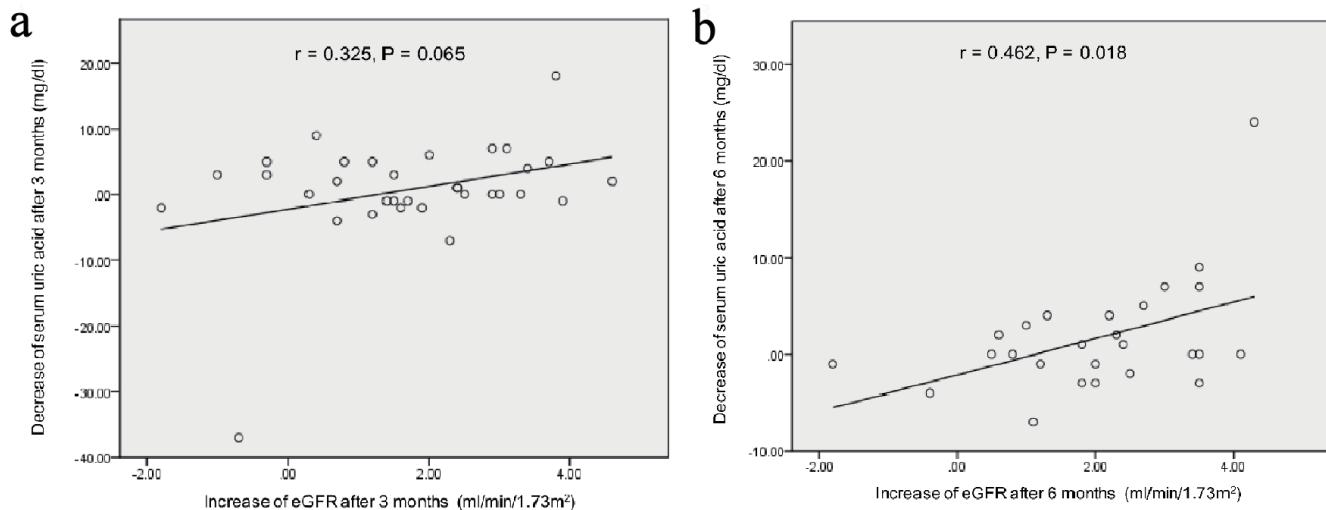 a
r = 0.325, P = 0.065
Decrease of serum uric acid after 3 months (mg/dl)
20.00
10.00
.00
-10.00
-20.00
-30.00
-40.00
-2.00 .00 2.00 4.00
Increase of eGFR after 3 months (ml/min/1.73m²)
b
r = 0.462, P = 0.018
Decrease of serum uric acid after 6 months (mg/dl)
30.00
20.00
10.00
.00
-10.00
-2.00 .00 2.00 4.00
Increase of eGFR after 6 months (ml/min/1.73m²)